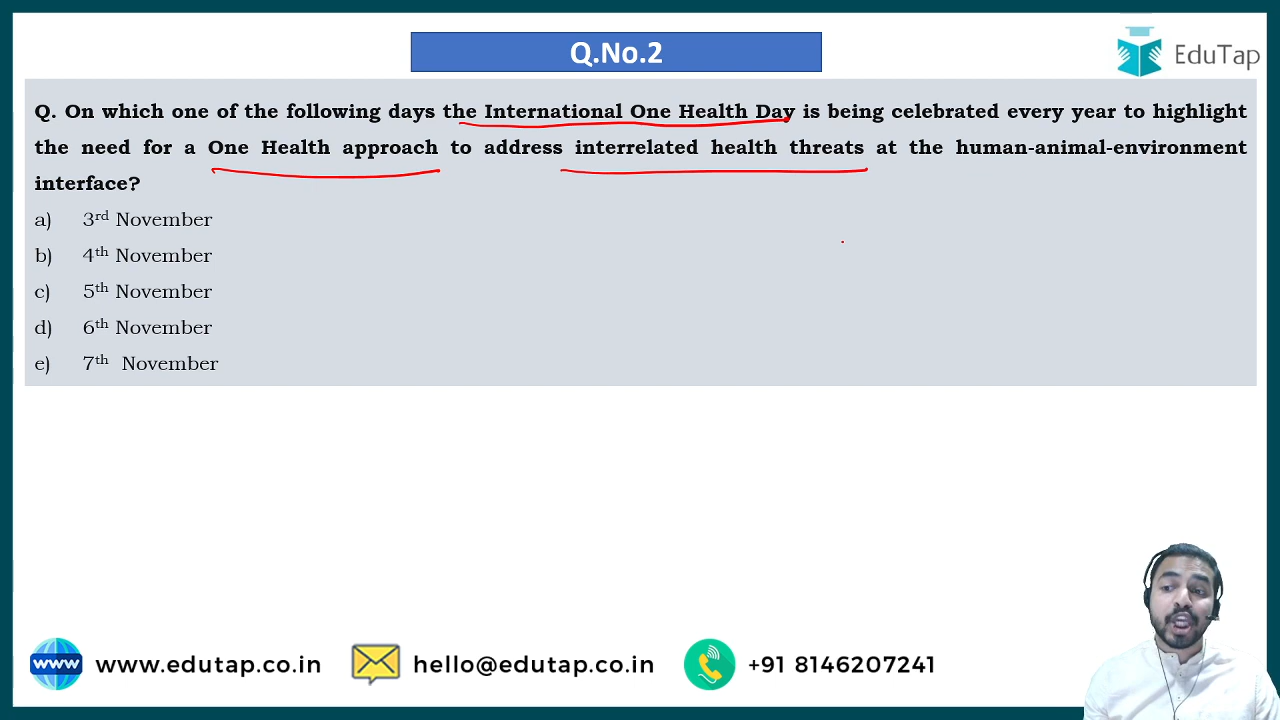 Q.No.2
EduTap
Q. On which one of the following days the International One Health Day is being celebrated every year to highlight
the need for a One Health approach to address interrelated health threats at the human-animal-environment
interface?
a) 3rd November
b) 4th November
c) 5th November
d) 6th November
e) 7th November
www www.edutap.co.in hello@edutap.co.in +91 8146207241